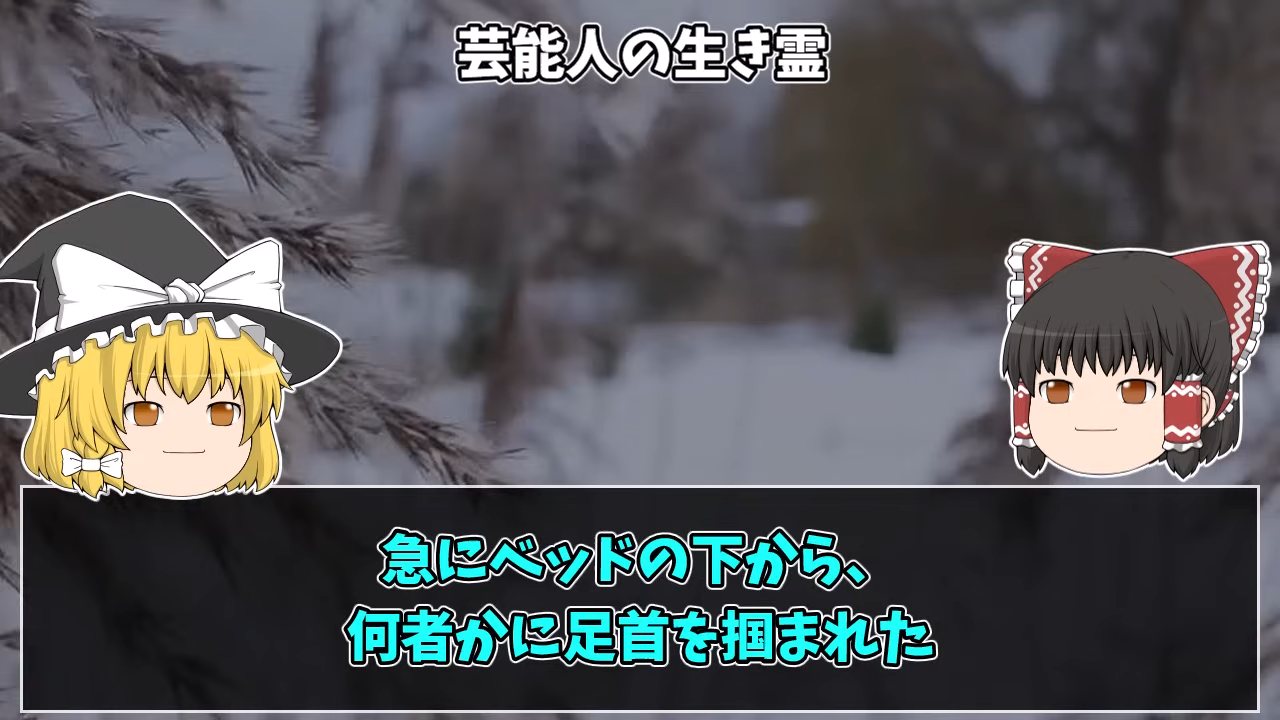 芸能人の生き霊
急にベッドの下から、
何者かに足首を掴まれた